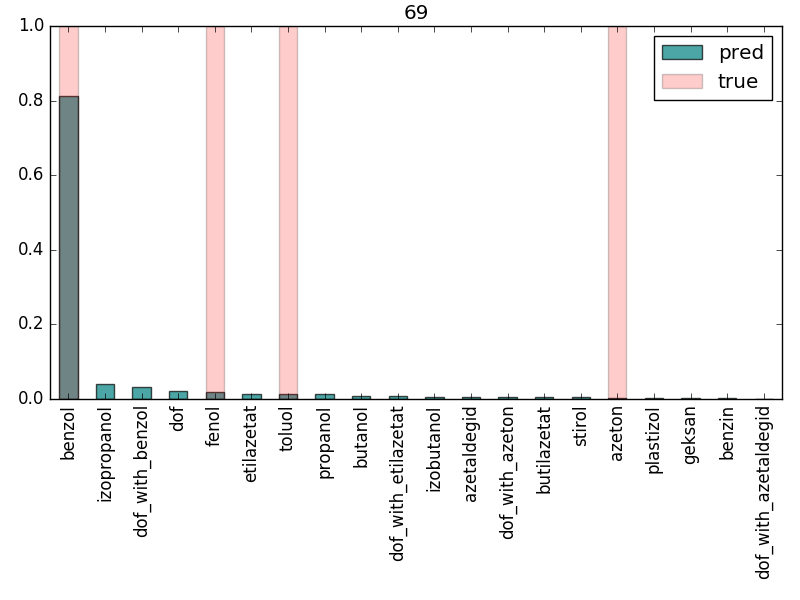 69
1.0
0.8
0.6
0.4
0.2
0.0
pred
true
benzol
izopropanol
dof_with_benzol
dof
fenol
etilazetat
toluol
propanol
butanol
dof_with_etilazetat
izobutanol
azetaldegid
dof_with_azeton
butilazetat
stirol
azeton
plastizol
geksan
benzin
dof_with_azetaldegid